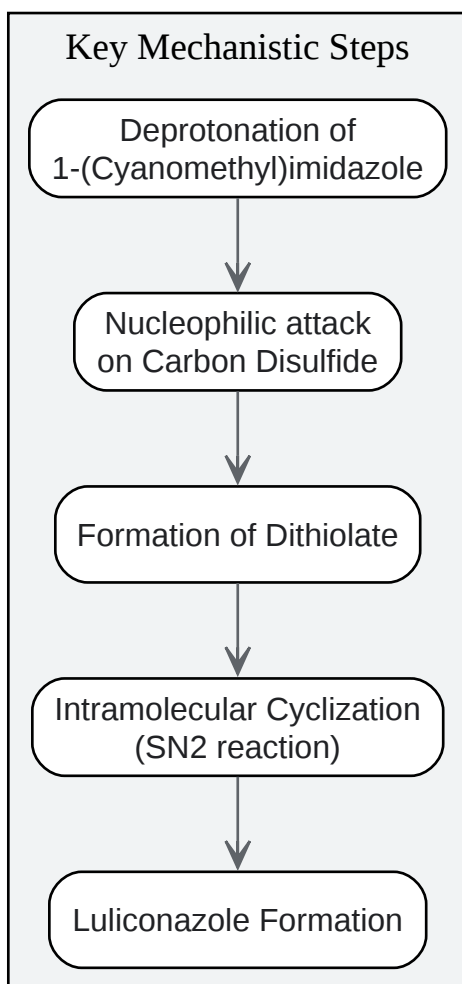 Key Mechanistic Steps
Deprotonation of
1-(Cyanomethyl)imidazole
Nucleophilic attack
on Carbon Disulfide
Formation of Dithiolate
Intramolecular Cyclization
(SN2 reaction)
Luliconazole Formation